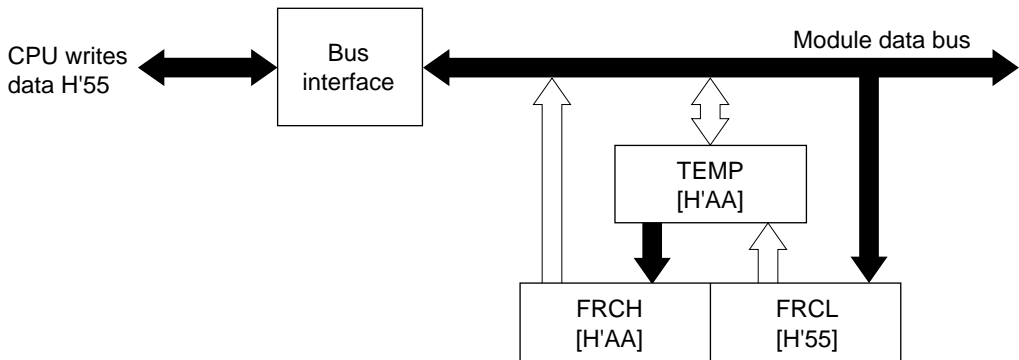 CPU writes
data H'55
Bus
interface
Module data bus
TEMP
[H'AA]
FRCH
[H'AA]
FRCL
[H'55]